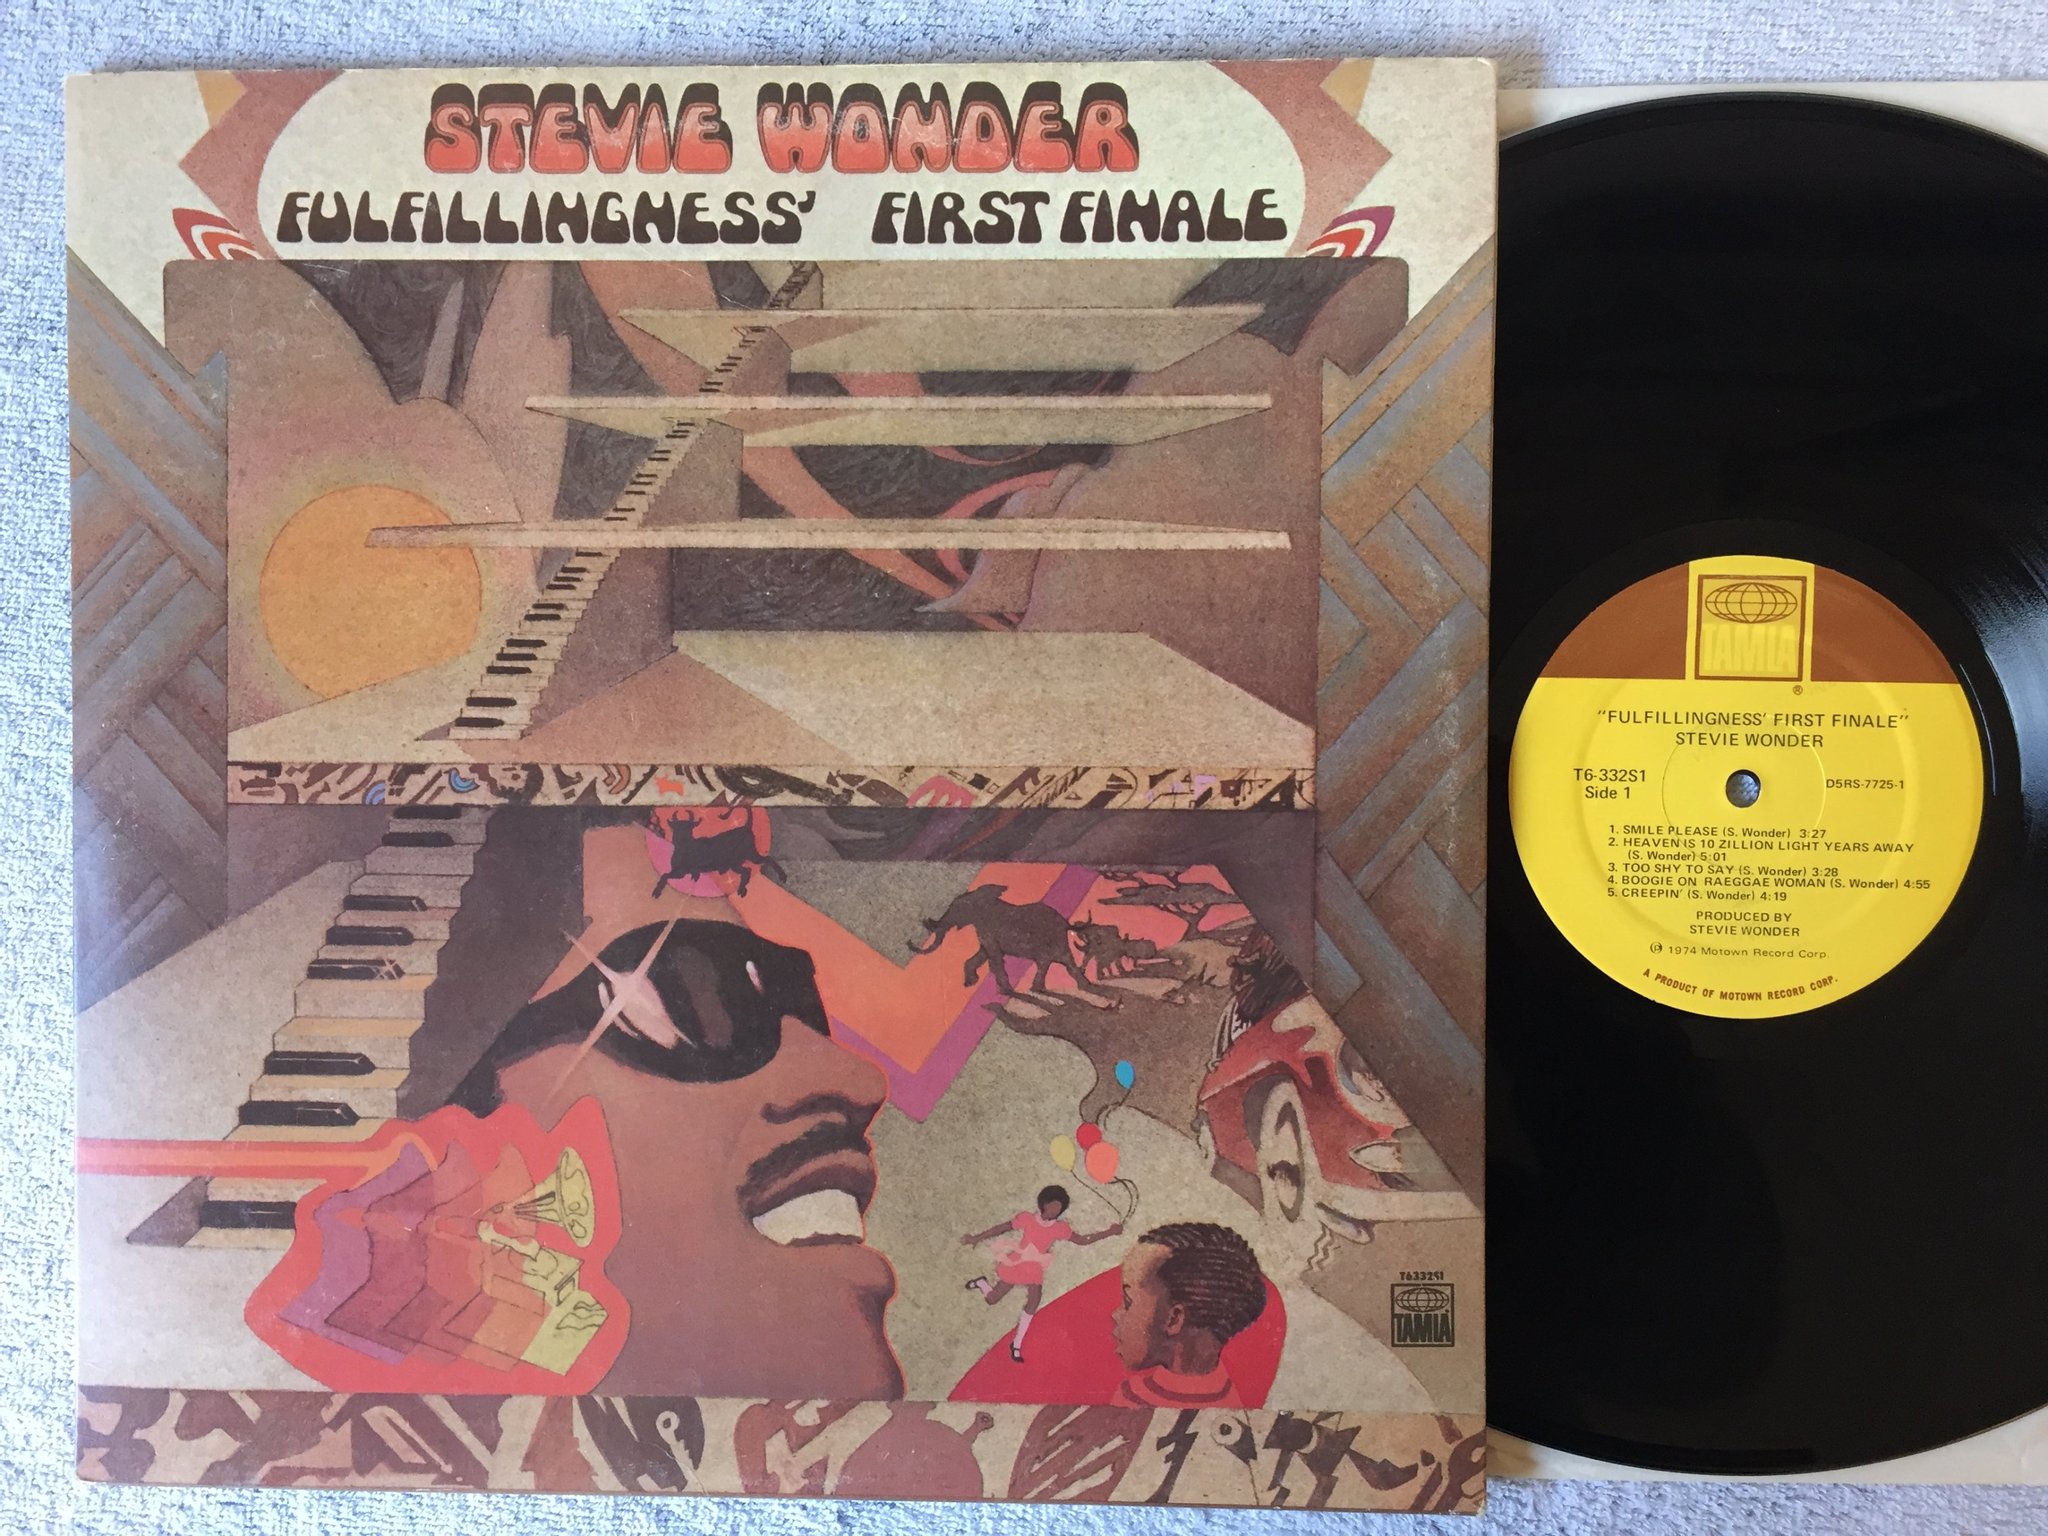 STEVIE WONDER
FULFILLINGNESS' FIRST FINALE
T6332S1
TAMLA
TAMLA
®
"FULFILLINGNESS' FIRST FINALE"
STEVIE WONDER
T6-332S1
Side 1
D5RS-7725-1
1. SMILE PLEASE (S. Wonder) 3:27
2. HEAVEN IS 10 ZILLION LIGHT YEARS AWAY
(S. Wonder) 5:01
3. TOO SHY TO SAY (S. Wonder) 3:28
4. BOOGIE ON RAEGGAE WOMAN (S. Wonder) 4:55
5. CREEPIN' (S. Wonder) 4:19
PRODUCED BY
STEVIE WONDER
℗ 1974 Motown Record Corp.
A PRODUCT OF MOTOWN RECORD CORP.